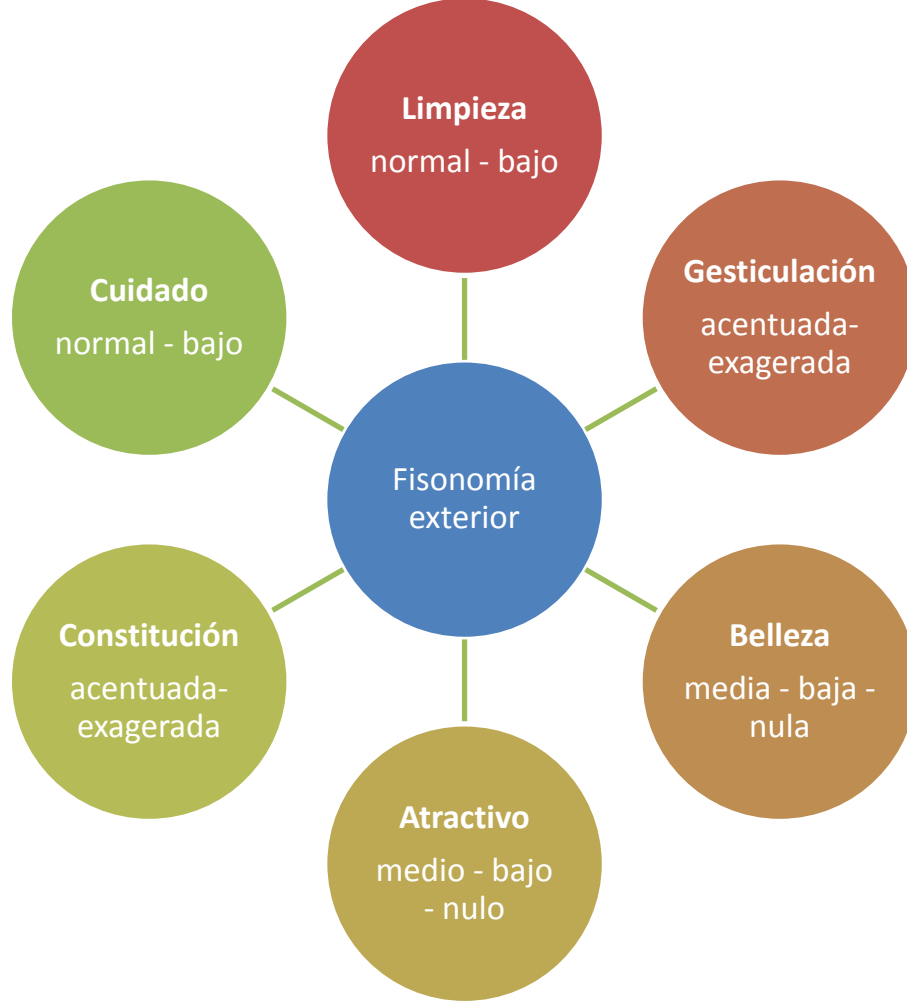 Limpieza
normal - bajo
Gesticulación
acentuada-
exagerada
Belleza
media - baja -
nula
Atractivo
medio - bajo
- nulo
Constitución
acentuada-
exagerada
Cuidado
normal - bajo
Fisonomía
exterior